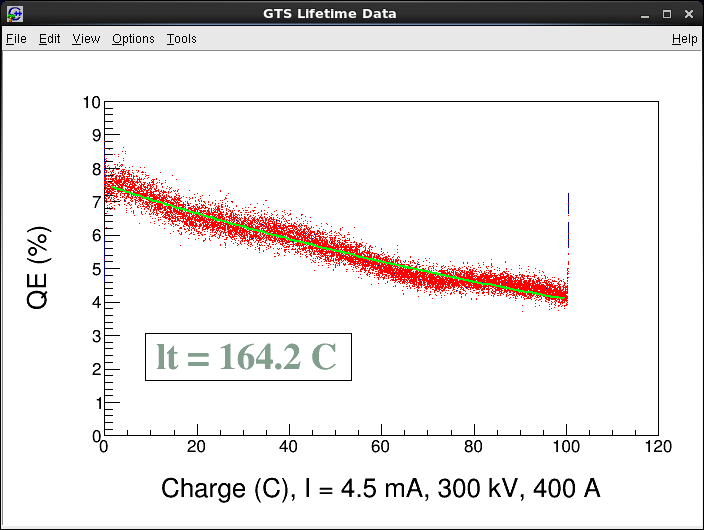 GTS Lifetime Data
File Edit View Options Tools Help
10
9
8
7
6
5
4
3
2
1
0
QE (%)
lt = 164.2 C
0 20 40 60 80 100 120
Charge (C), I = 4.5 mA, 300 kV, 400 A